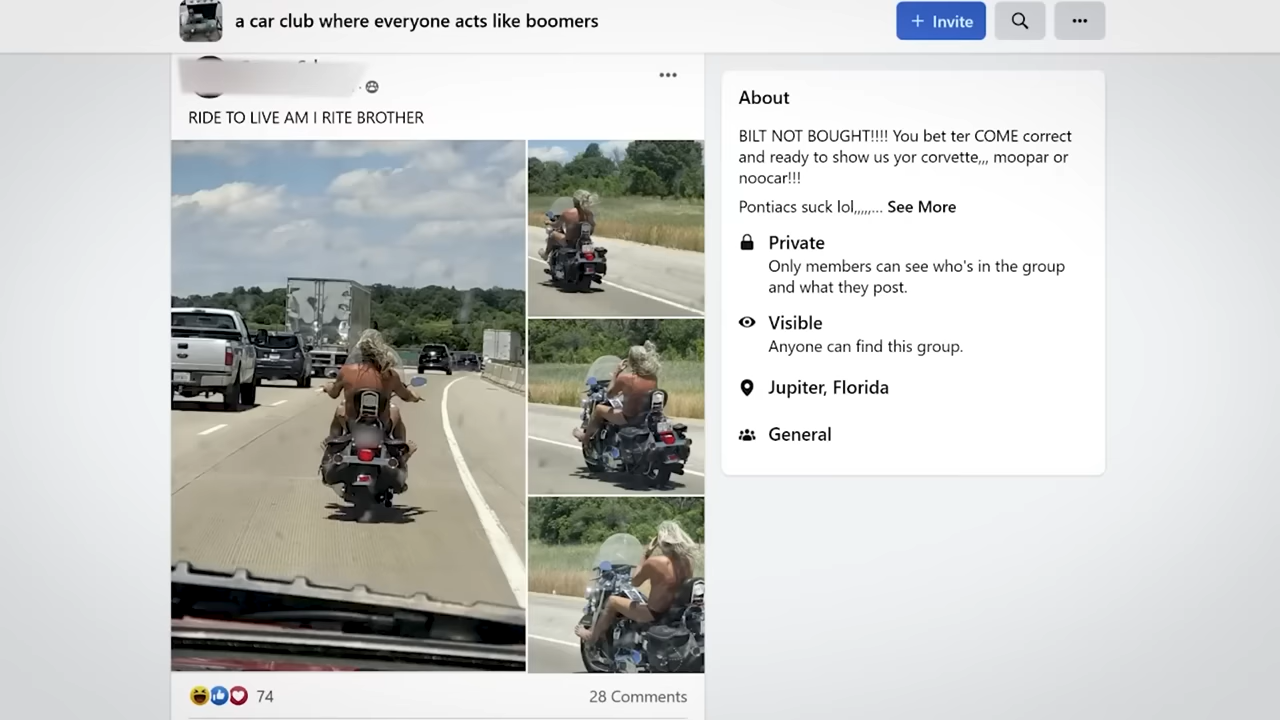 a car club where everyone acts like boomers
+ Invite
RIDE TO LIVE AM I RITE BROTHER
74
28 Comments
About
BILT NOT BOUGHT!!!! You bet ter COME correct
and ready to show us yor corvette,,, moopar or
noocar!!!
Pontiacs suck lol,,,,,... See More
Private
Only members can see who's in the group
and what they post.
Visible
Anyone can find this group.
Jupiter, Florida
General